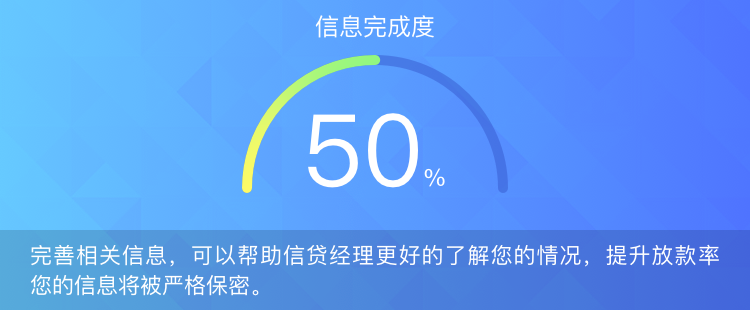 信息完成度
50%
完善相关信息，可以帮助信贷经理更好的了解您的情况，提升放款率
您的信息将被严格保密。